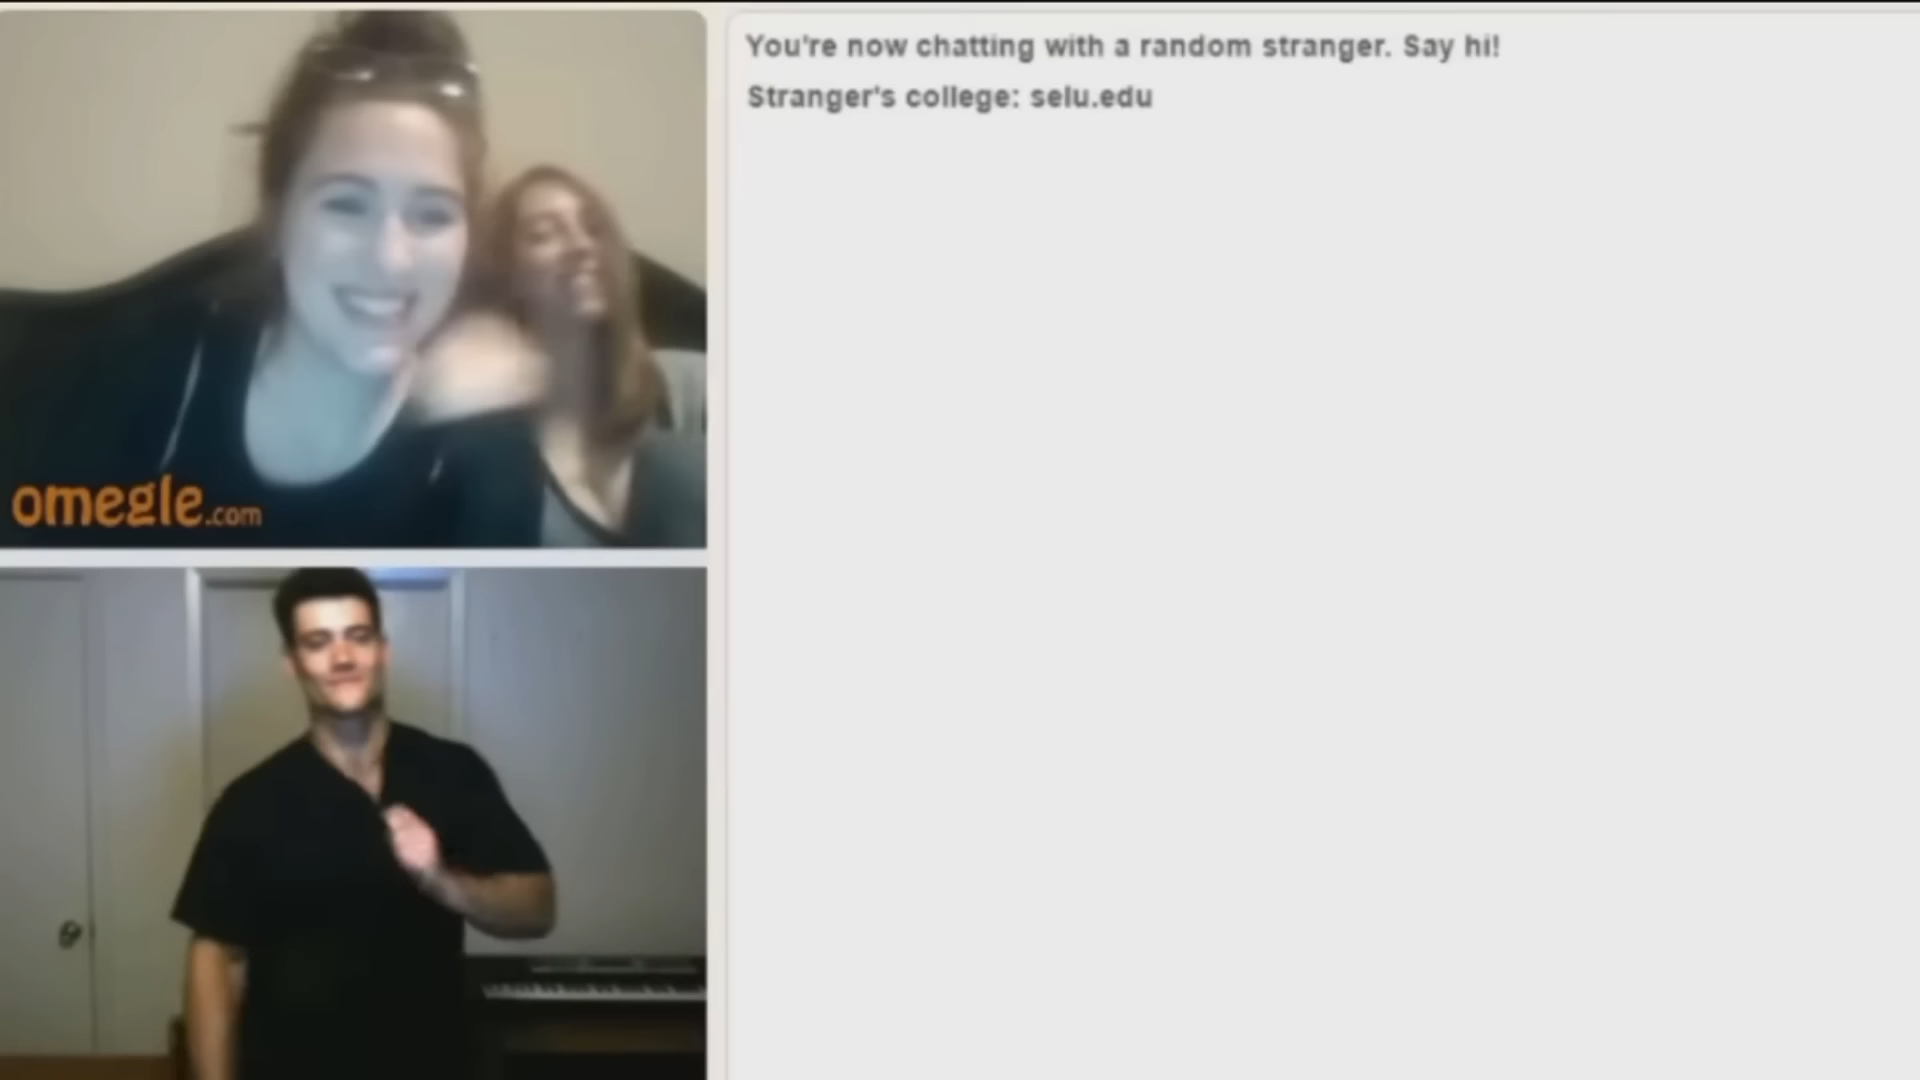 You're now chatting with a random stranger. Say hi!
Stranger's college: selu.edu
omegle.com